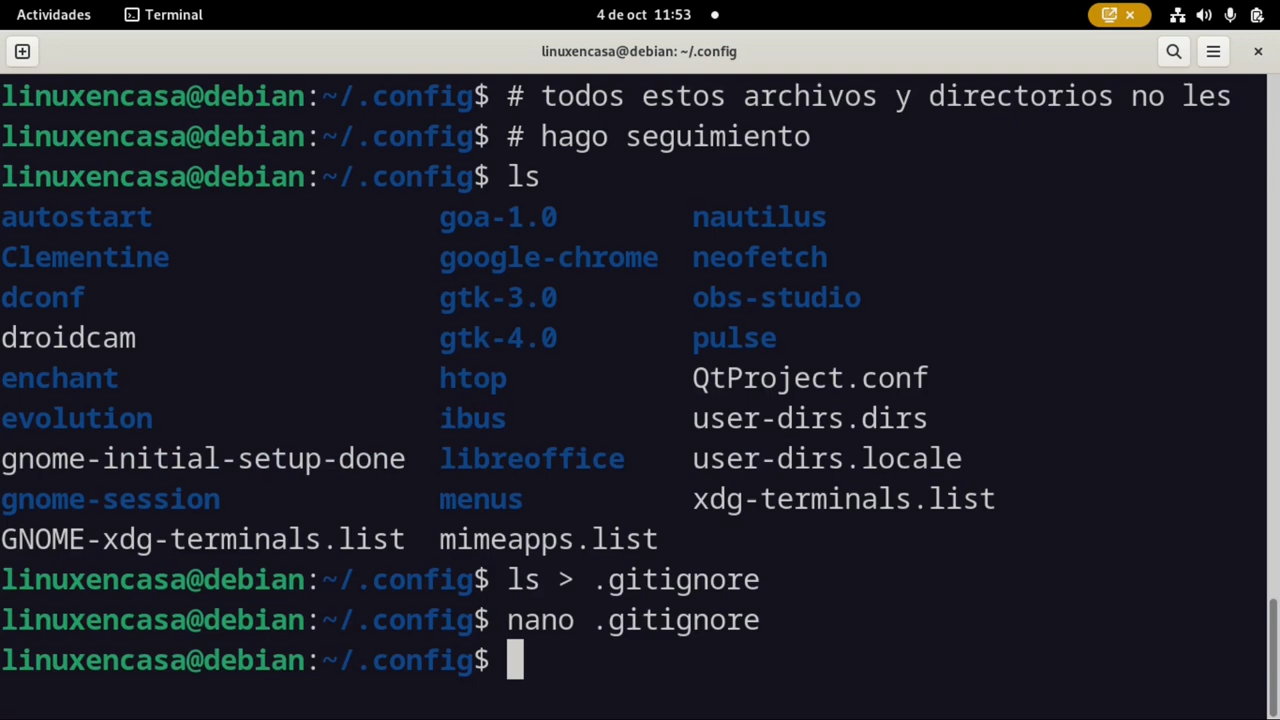 Actividades Terminal 4 de oct 11:53
linuxencasa@debian: ~/.config
linuxencasa@debian:~/.config$ # todos estos archivos y directorios no les
linuxencasa@debian:~/.config$ # hago seguimiento
linuxencasa@debian:~/.config$ ls
autostart goa-1.0 nautilus
Clementine google-chrome neofetch
dconf gtk-3.0 obs-studio
droidcam gtk-4.0 pulse
enchant htop QtProject.conf
evolution ibus user-dirs.dirs
gnome-initial-setup-done libreoffice user-dirs.locale
gnome-session menus xdg-terminals.list
GNOME-xdg-terminals.list mimeapps.list
linuxencasa@debian:~/.config$ ls > .gitignore
linuxencasa@debian:~/.config$ nano .gitignore
linuxencasa@debian:~/.config$